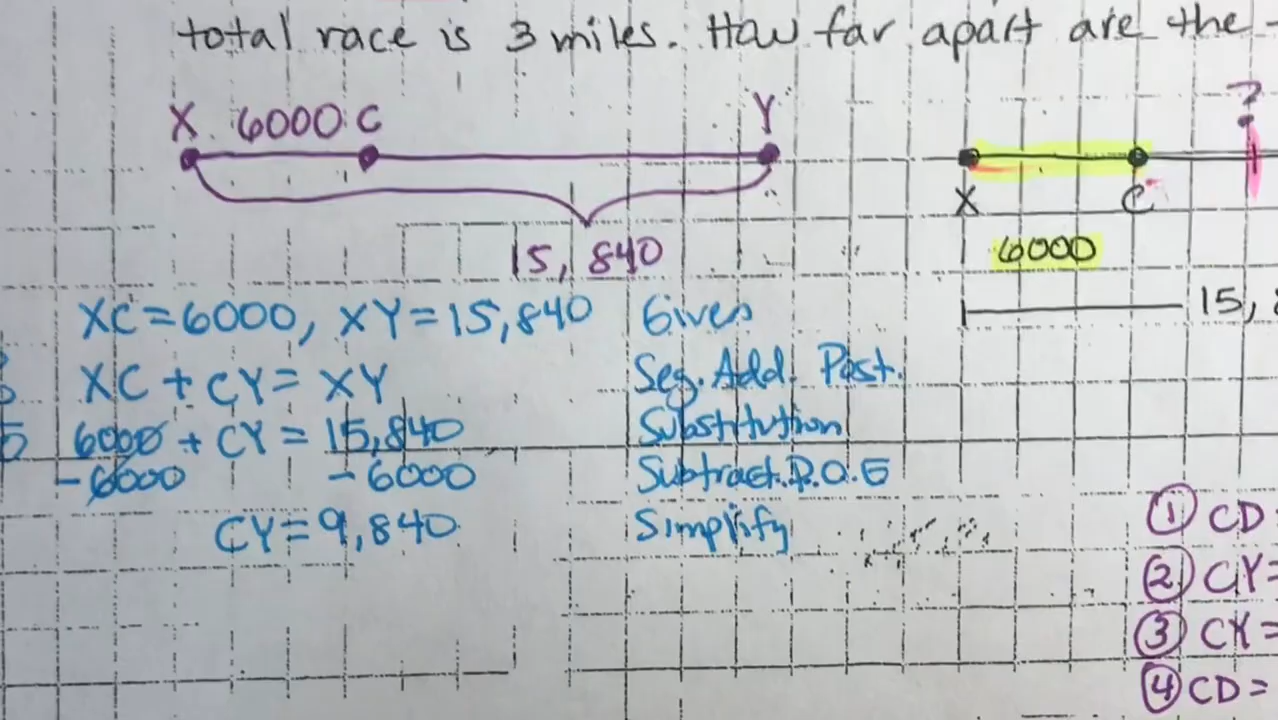 total race is 3 miles. How far apart are the
X 6000 C Y
15,840
XC = 6000, XY = 15,840 Given
XC + CY = XY Seg. Add. Post.
6000 + CY = 15,840 Substitution
-6000 -6000 Subtract. P.O.E
CY = 9,840 Simplify
?
X C
6000
15,
① CD
② CY=
③ CX=
④ CD=